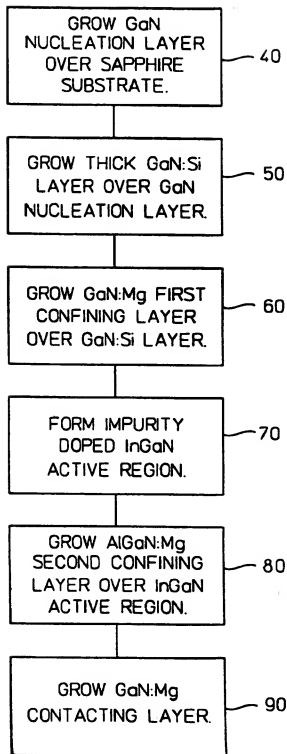 GROW GaN
NUCLEATION LAYER
OVER SAPPHIRE
SUBSTRATE.
40
GROW THICK GaN:Si
LAYER OVER GaN
NUCLEATION LAYER.
50
GROW GaN:Mg FIRST
CONFINING LAYER
OVER GaN:Si LAYER.
60
FORM IMPURITY
DOPED InGaN
ACTIVE REGION.
70
GROW AlGaN:Mg
SECOND CONFINING
LAYER OVER InGaN
ACTIVE REGION.
80
GROW GaN:Mg
CONTACTING LAYER.
90